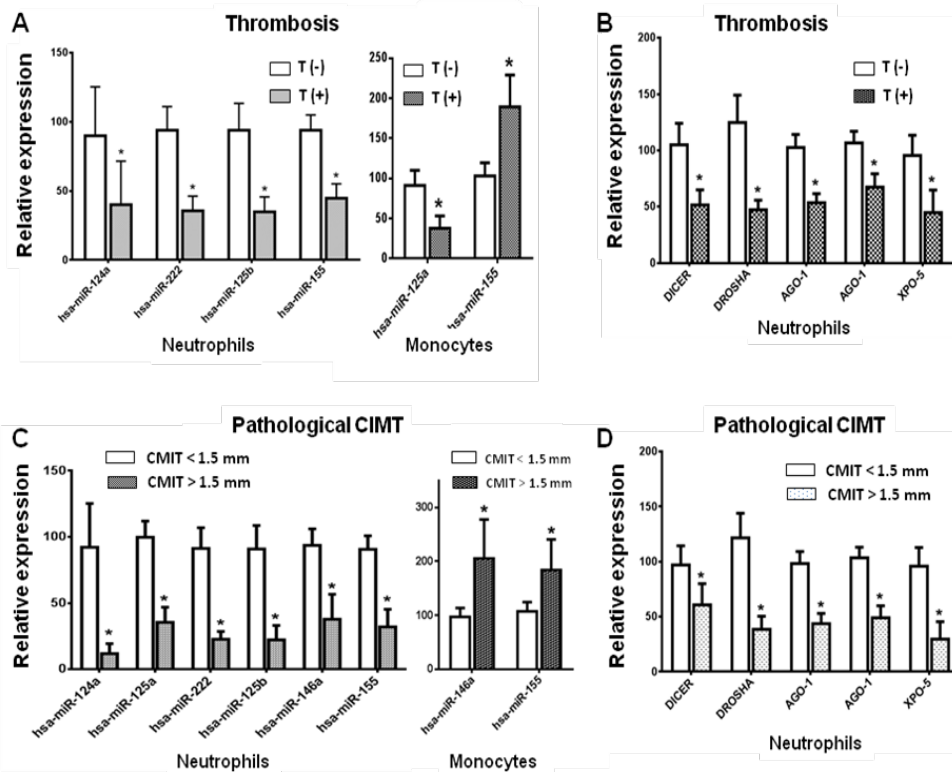 A
Thrombosis
Relative expression
150
100
50
0
T (-)
T (+)
* * * *
hsa-miR-124a
hsa-miR-222
hsa-miR-125b
hsa-miR-155
Neutrophils
250
200
150
100
50
0
T (-)
T (+)
* *
hsa-miR-125a
hsa-miR-155
Monocytes
B
Thrombosis
Relative expression
200
150
100
50
0
T (-)
T (+)
* * * * *
DICER
DROSHA
AGO-1
AGO-1
XPO-5
Neutrophils
C
Pathological CIMT
Relative expression
150
100
50
0
CMIT < 1.5 mm
CMIT > 1.5 mm
* * * * * *
hsa-miR-124a
hsa-miR-125a
hsa-miR-222
hsa-miR-125b
hsa-miR-146a
hsa-miR-155
Neutrophils
CMIT < 1.5 mm
CMIT > 1.5 mm
300
200
100
0
* *
hsa-miR-146a
hsa-miR-155
Monocytes
D
Pathological CIMT
Relative expression
200
150
100
50
0
CMIT < 1.5 mm
CMIT > 1.5 mm
* * * * *
DICER
DROSHA
AGO-1
AGO-1
XPO-5
Neutrophils